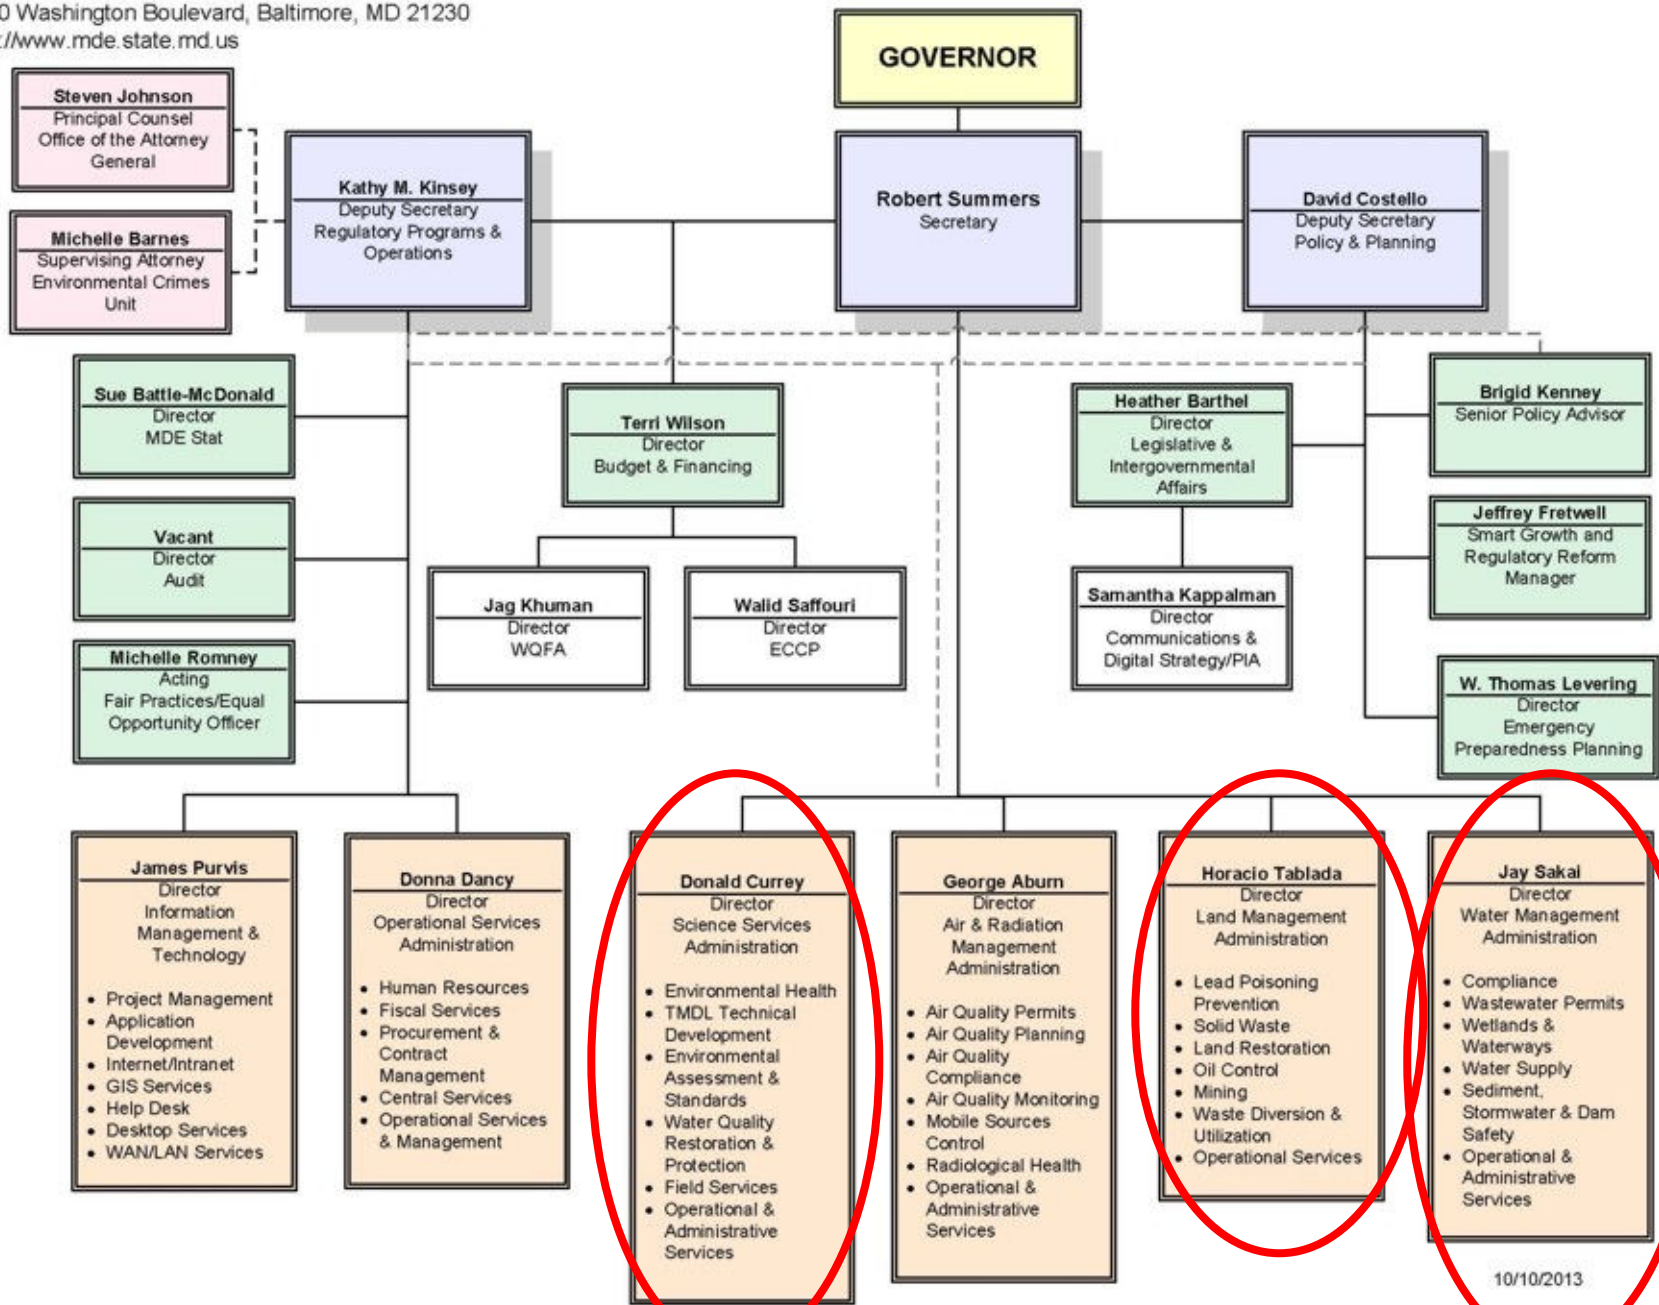 0 Washington Boulevard, Baltimore, MD 21230
://www.mde.state.md.us
GOVERNOR
Steven Johnson
Principal Counsel
Office of the Attorney
General
Michelle Barnes
Supervising Attorney
Environmental Crimes
Unit
Kathy M. Kinsey
Deputy Secretary
Regulatory Programs &
Operations
Robert Summers
Secretary
David Costello
Deputy Secretary
Policy & Planning
Sue Battle-McDonald
Director
MDE Stat
Vacant
Director
Audit
Michelle Romney
Acting
Fair Practices/Equal
Opportunity Officer
Terri Wilson
Director
Budget & Financing
Jag Khuman
Director
WQFA
Walid Saffouri
Director
ECCP
Heather Barthel
Director
Legislative &
Intergovernmental
Affairs
Samantha Kappalman
Director
Communications &
Digital Strategy/PIA
Brigid Kenney
Senior Policy Advisor
Jeffrey Fretwell
Smart Growth and
Regulatory Reform
Manager
W. Thomas Levering
Director
Emergency
Preparedness Planning
James Purvis
Director
Information
Management &
Technology
• Project Management
• Application
Development
• Internet/Intranet
• GIS Services
• Help Desk
• Desktop Services
• WAN/LAN Services
Donna Dancy
Director
Operational Services
Administration
• Human Resources
• Fiscal Services
• Procurement &
Contract
Management
• Central Services
• Operational Services
& Management
Donald Currey
Director
Science Services
Administration
• Environmental Health
• TMDL Technical
Development
• Environmental
Assessment &
Standards
• Water Quality
Restoration &
Protection
• Field Services
• Operational &
Administrative
Services
George Aburn
Director
Air & Radiation
Management
Administration
• Air Quality Permits
• Air Quality Planning
• Air Quality
Compliance
• Air Quality Monitoring
• Mobile Sources
Control
• Radiological Health
• Operational &
Administrative
Services
Horacio Tablada
Director
Land Management
Administration
• Lead Poisoning
Prevention
• Solid Waste
• Land Restoration
• Oil Control
• Mining
• Waste Diversion &
Utilization
• Operational Services
Jay Sakai
Director
Water Management
Administration
• Compliance
• Wastewater Permits
• Wetlands &
Waterways
• Water Supply
• Sediment,
Stormwater & Dam
Safety
• Operational &
Administrative
Services
10/10/2013